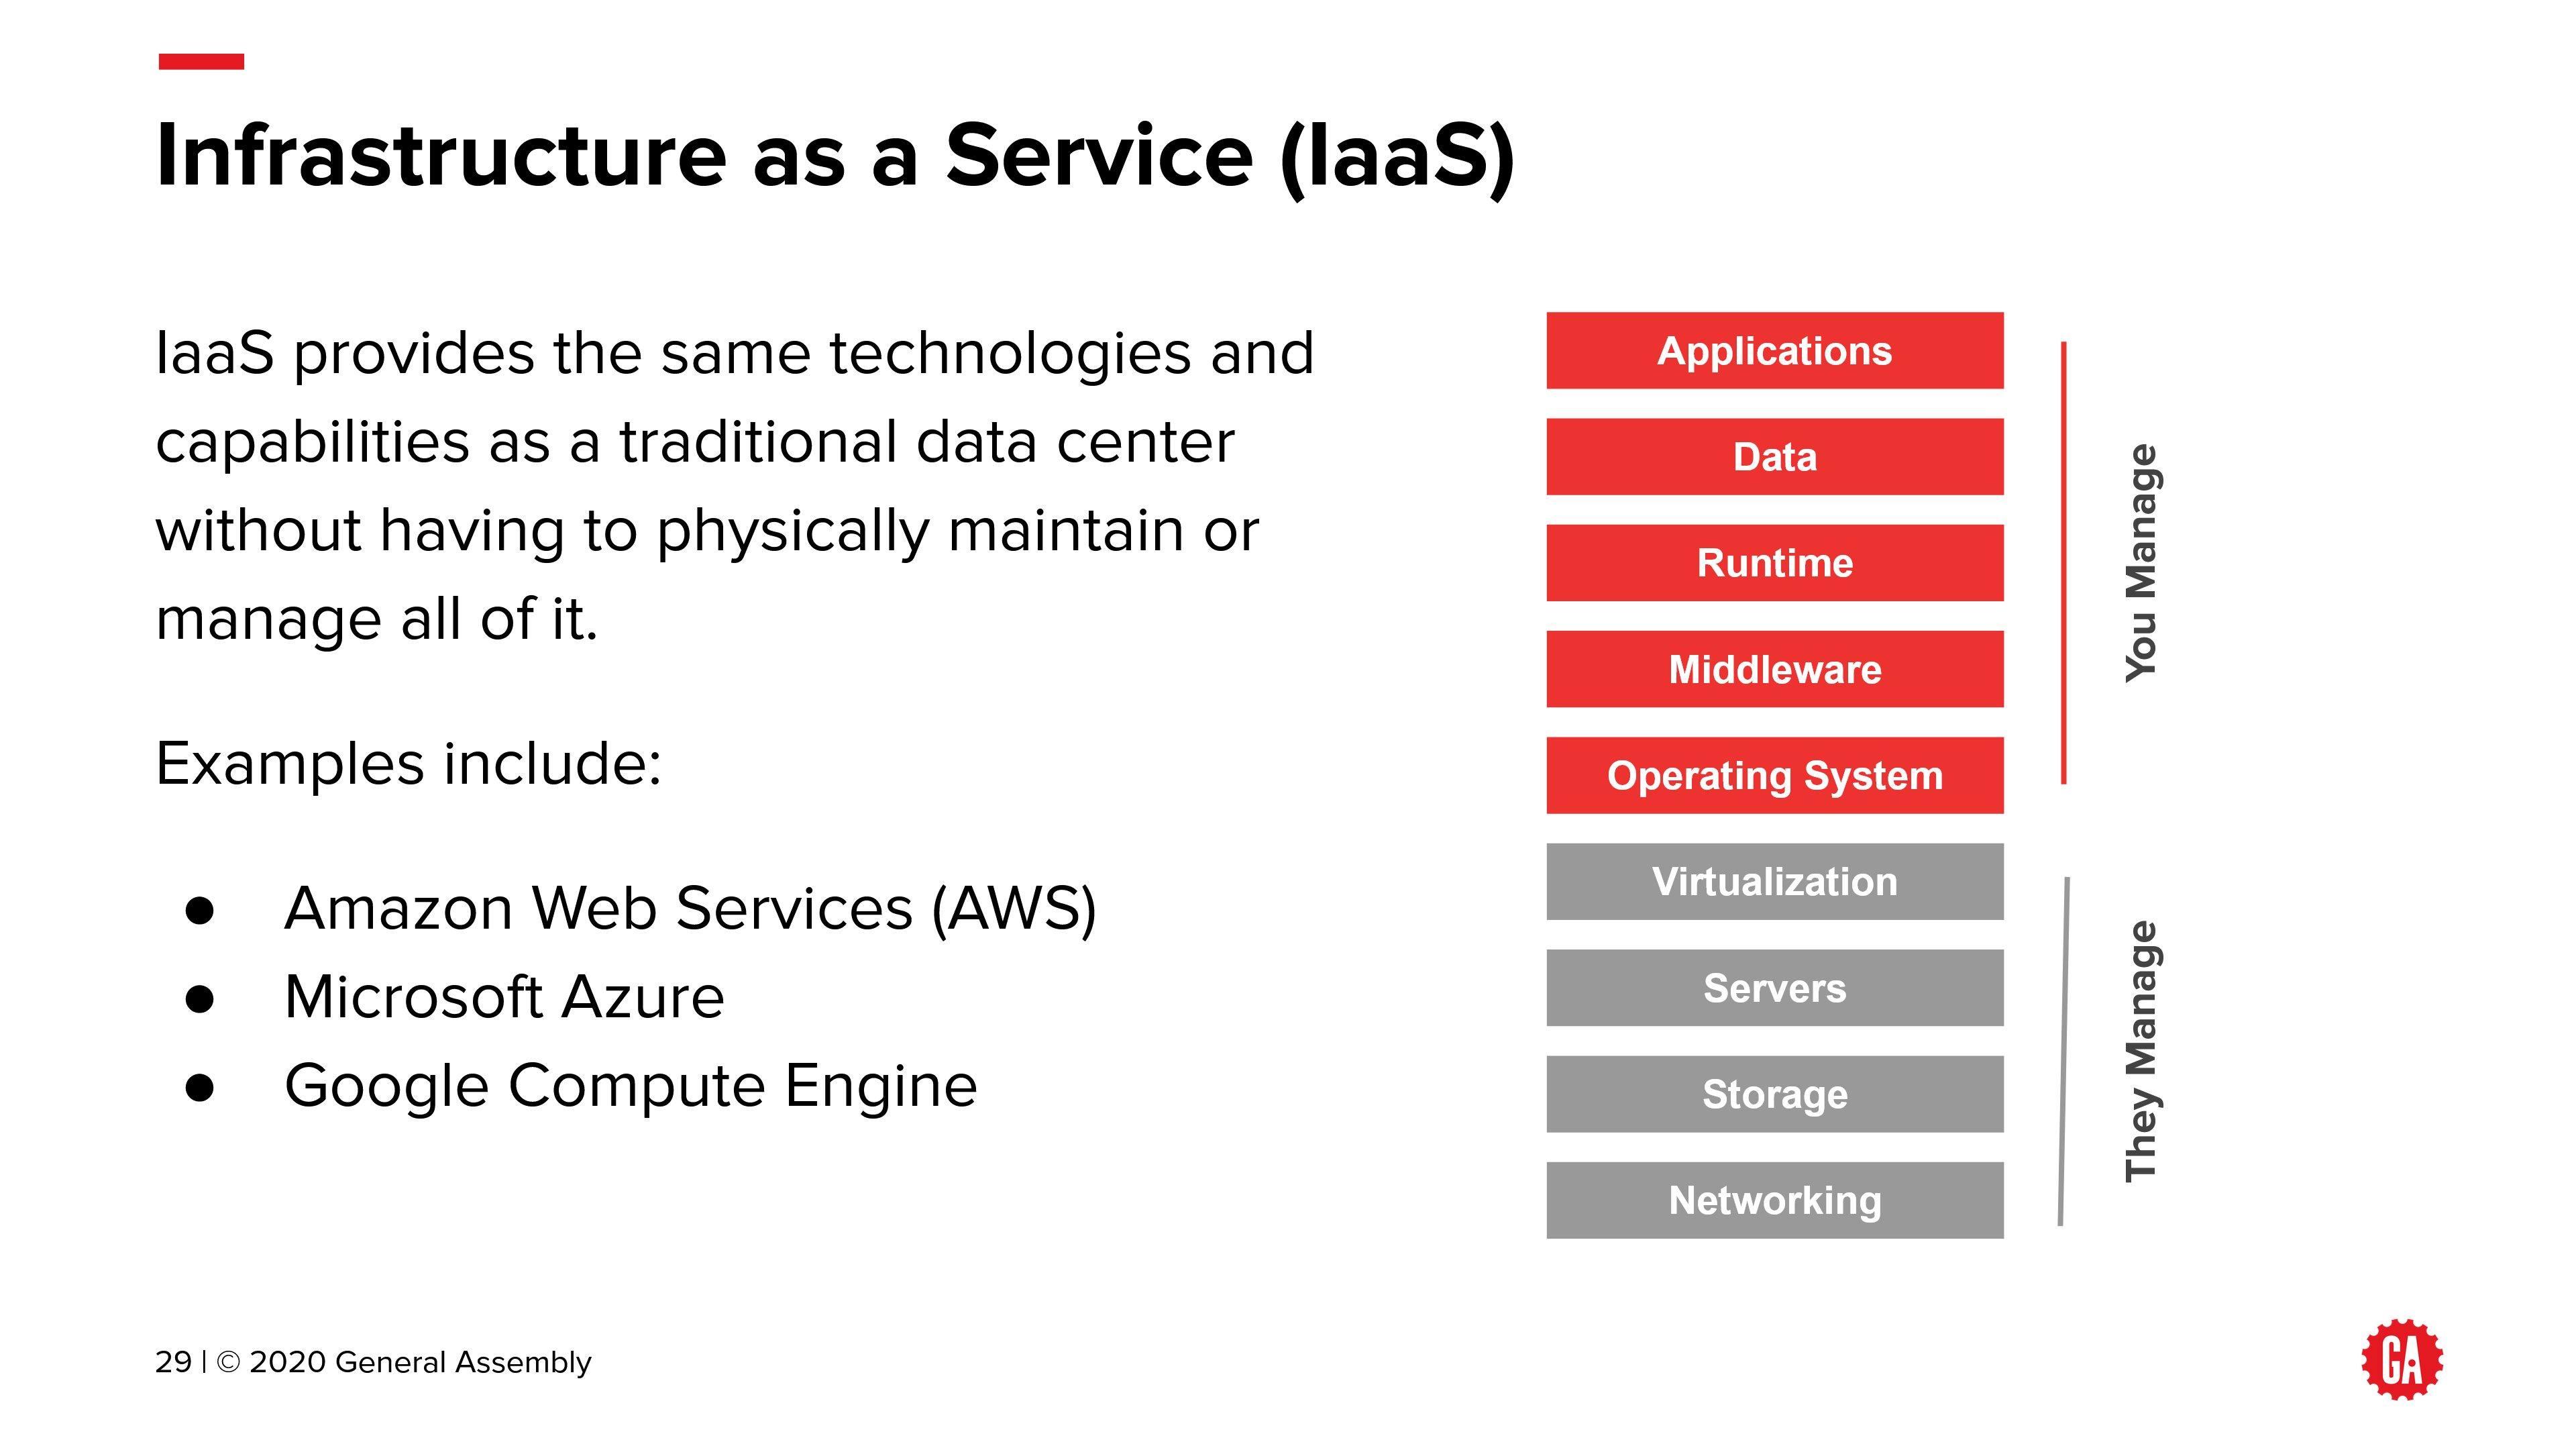 Infrastructure as a Service (IaaS)
IaaS provides the same technologies and
capabilities as a traditional data center
without having to physically maintain or
manage all of it.
Examples include:
● Amazon Web Services (AWS)
● Microsoft Azure
● Google Compute Engine
Applications
Data
Runtime
Middleware
Operating System
Virtualization
Servers
Storage
Networking
You Manage
They Manage
29 | © 2020 General Assembly
GA